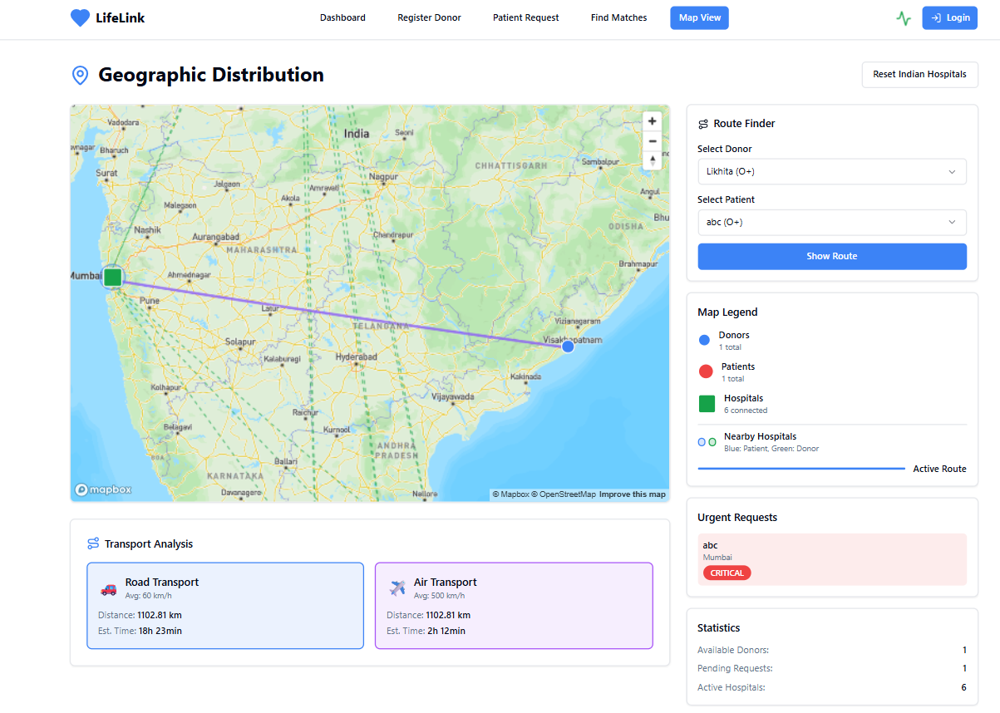 LifeLink
Dashboard
Register Donor
Patient Request
Find Matches
Map View
Login
Geographic Distribution
Reset Indian Hospitals
Vadodara
India
Seoni
avnagar
Bharuch
CHHATTISGARH
Sambalpur
Surat
Jalgaon
Amravati
Nagpur
Angul
Malegaon
Akola
Bhu
Nashik
Aurangabad
Chandrapur
ODISHA
MAHARASHTRA
Brahmapur
Mumbai
Ahmednagar
Pune
Latur
TELANGANA
Vizianagaram
Visakhapatnam
Solapur
Kalaburagi
Hyderabad
Kakinada
Kolhapur
Vijayawada
Raichur
Belagavi
Kurnool
GOA
ANDHRA
PRADESH
Ballari
KARNATAKA
Davanagere
Nellore
mapbox
© Mapbox © OpenStreetMap Improve this map
Route Finder
Select Donor
Likhita (O+)
Select Patient
abc (O+)
Show Route
Map Legend
Donors
1 total
Patients
1 total
Hospitals
6 connected
Nearby Hospitals
Blue: Patient, Green: Donor
Active Route
Transport Analysis
Road Transport
Avg: 60 km/h
Distance: 1102.81 km
Est. Time: 18h 23min
Air Transport
Avg: 500 km/h
Distance: 1102.81 km
Est. Time: 2h 12min
Urgent Requests
abc
Mumbai
CRITICAL
Statistics
Available Donors: 1
Pending Requests: 1
Active Hospitals: 6